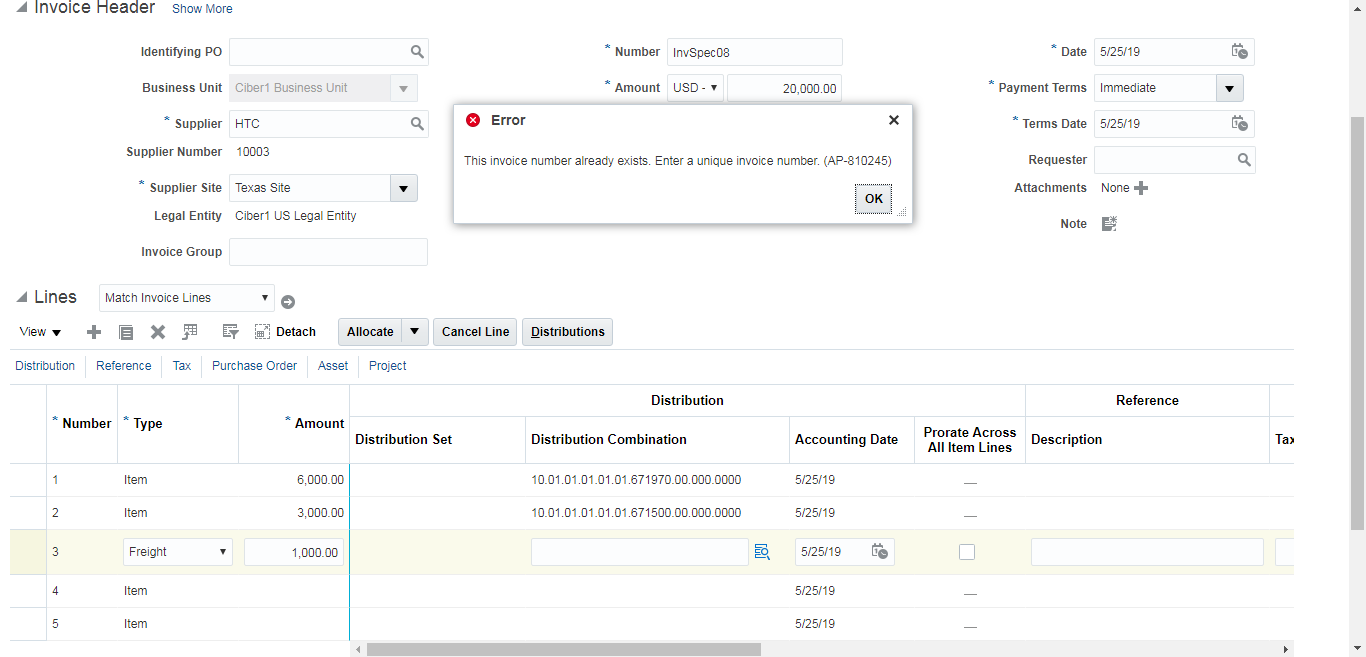 Invoice Header Show More
Identifying PO
* Number InvSpec08
* Date 5/25/19
Business Unit Ciber1 Business Unit
* Amount USD - 20,000.00
* Payment Terms Immediate
* Supplier HTC
* Terms Date 5/25/19
Supplier Number 10003
Requester
* Supplier Site Texas Site
Attachments None
Legal Entity Ciber1 US Legal Entity
Note
Invoice Group
Error
This invoice number already exists. Enter a unique invoice number. (AP-810245)
OK
Lines Match Invoice Lines
View Detach Allocate Cancel Line Distributions
Distribution Reference Tax Purchase Order Asset Project
Distribution Reference
* Number * Type * Amount Distribution Set Distribution Combination Accounting Date Prorate Across All Item Lines Description Tax
1 Item 6,000.00 10.01.01.01.01.01.671970.00.000.0000 5/25/19
2 Item 3,000.00 10.01.01.01.01.01.671500.00.000.0000 5/25/19
3 Freight 1,000.00 5/25/19
4 Item 5/25/19
5 Item 5/25/19